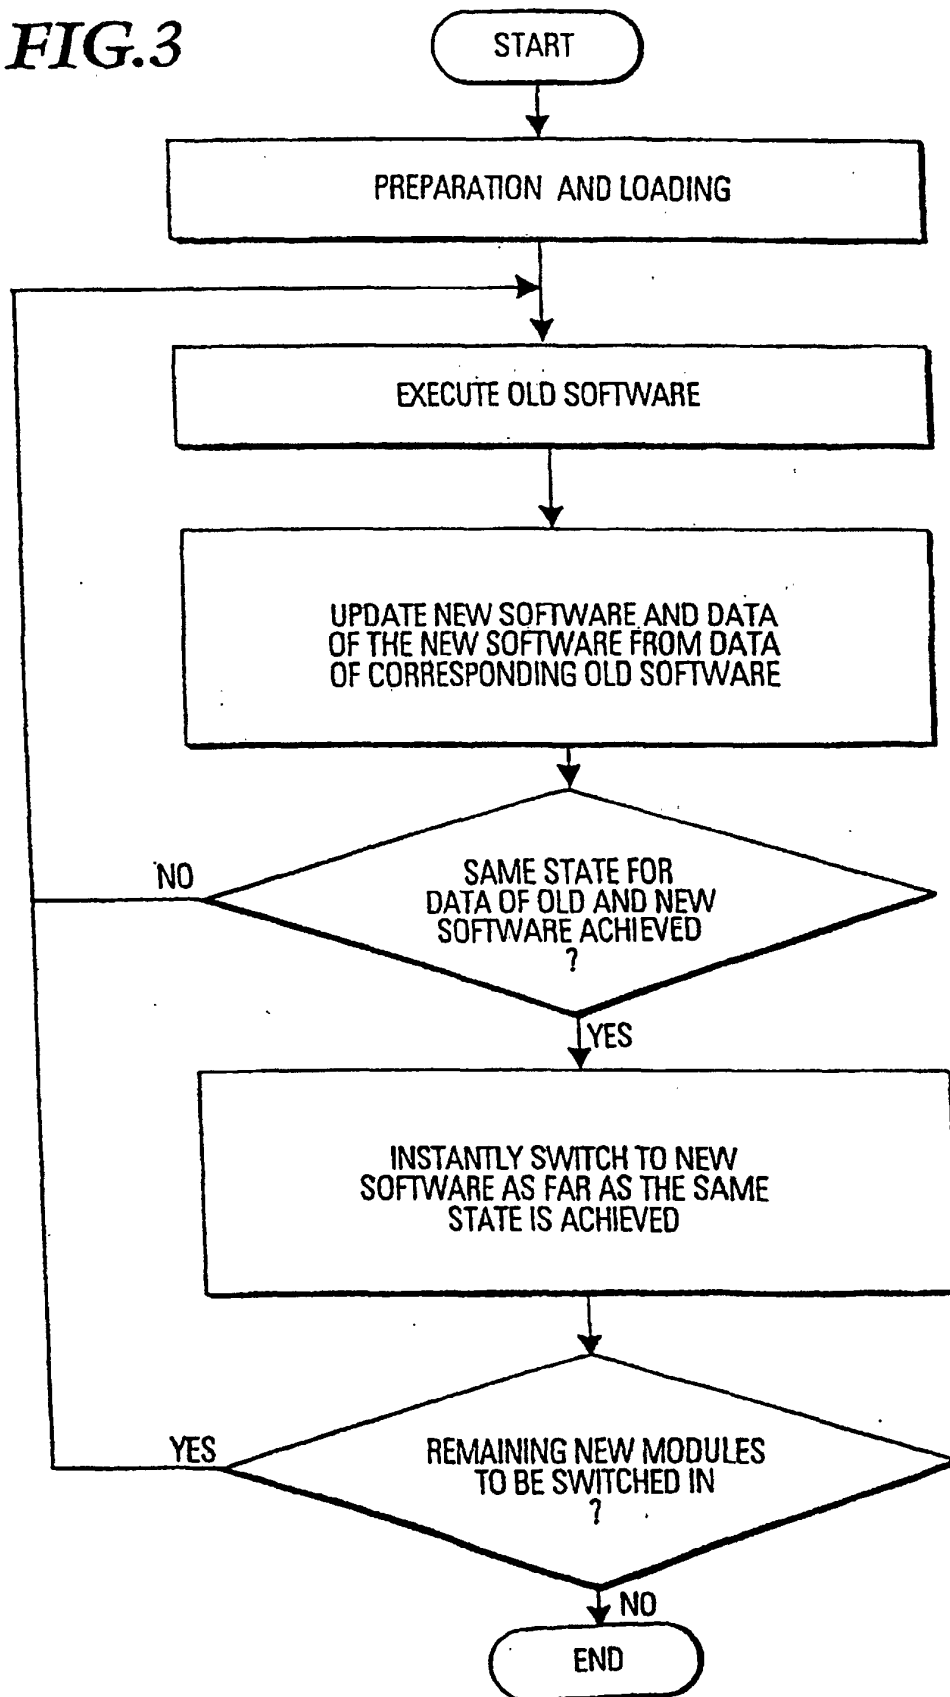 FIG.3
START
PREPARATION AND LOADING
EXECUTE OLD SOFTWARE
UPDATE NEW SOFTWARE AND DATA
OF THE NEW SOFTWARE FROM DATA
OF CORRESPONDING OLD SOFTWARE
NO
SAME STATE FOR
DATA OF OLD AND NEW
SOFTWARE ACHIEVED
?
YES
INSTANTLY SWITCH TO NEW
SOFTWARE AS FAR AS THE SAME
STATE IS ACHIEVED
YES
REMAINING NEW MODULES
TO BE SWITCHED IN
?
NO
END